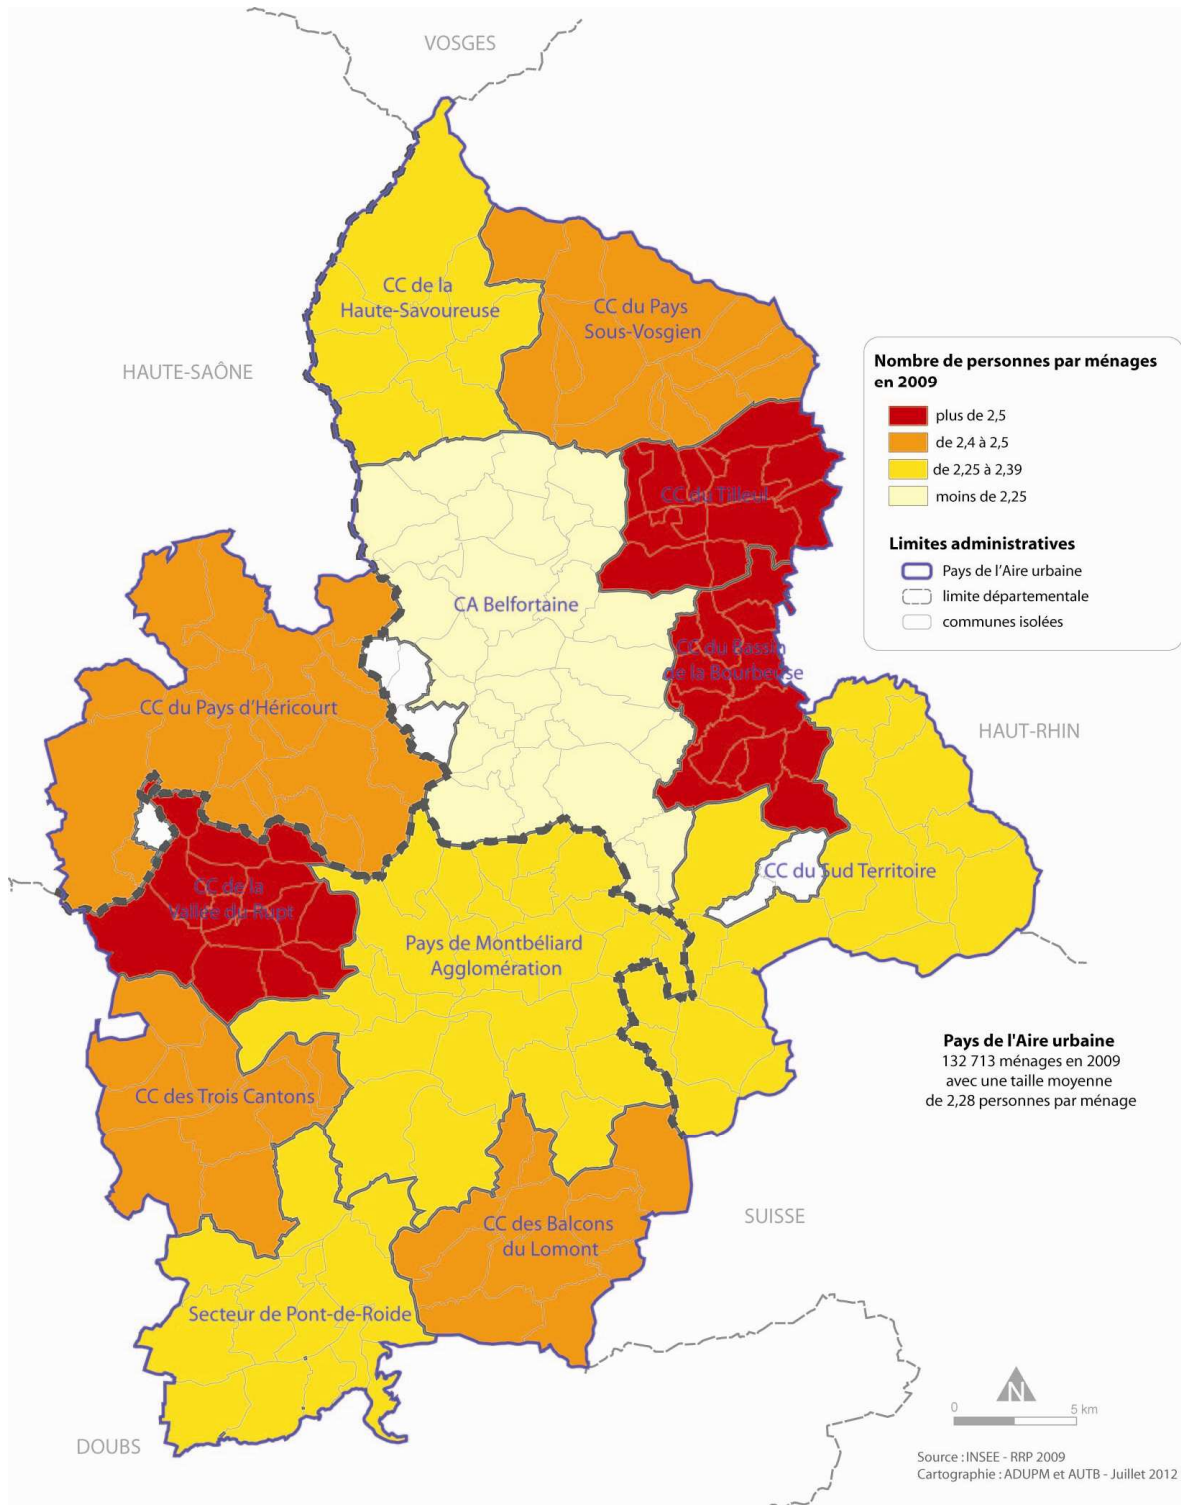 VOSGES
CC de la
Haute-Savoureuse
CC du Pays
Sous-Vosgien
HAUTE-SAÔNE
Nombre de personnes par ménages
en 2009
plus de 2,5
de 2,4 à 2,5
de 2,25 à 2,39
moins de 2,25
Limites administratives
Pays de l'Aire urbaine
limite départementale
communes isolées
CC du Tilleul
CA Belfortaine
CC du Bassin
de la Bourbeuse
CC du Pays d'Héricourt
HAUT-RHIN
CC du Sud Territoire
CC de la
Vallée du Rupt
Pays de Montbéliard
Agglomération
Pays de l'Aire urbaine
132 713 ménages en 2009
avec une taille moyenne
de 2,28 personnes par ménage
CC des Trois Cantons
CC des Balcons
du Lomont
SUISSE
Secteur de Pont-de-Roide
N
0
5 km
DOUBS
Source : INSEE - RRP 2009
Cartographie : ADUPM et AUTB - Juillet 2012